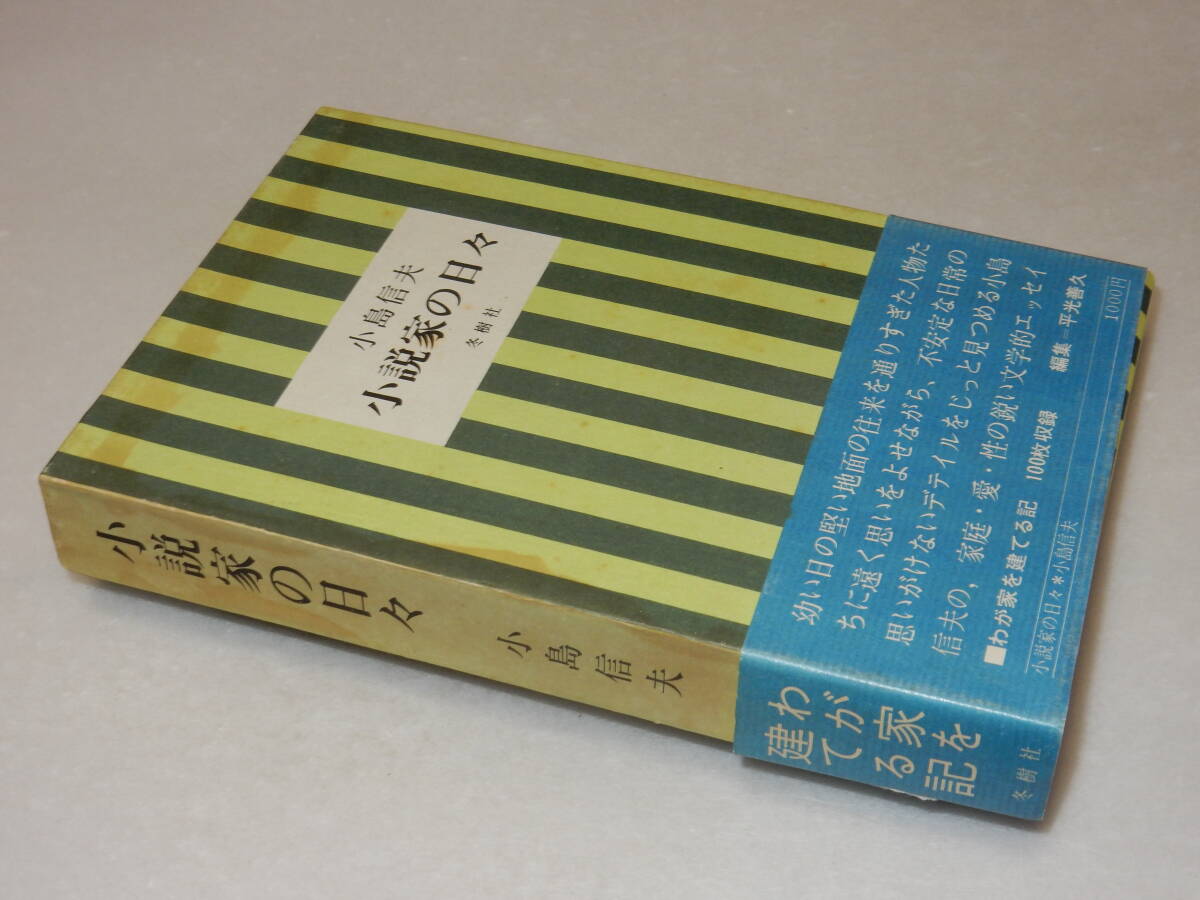 小島信夫
小説家の日々
冬樹社
幼い日の堅い地面の往来を通りすぎた人物た
ちに遠く思いをよせながら、不安定な日常の
思いがけないデテイルをじっと見つめる小島
信夫の、家庭・愛・性の鋭い文学的エッセイ
■わが家を建てる記 100枚収録
編集 平光善久
小説家の日々*小島信夫
1000円
小説家の日々
小島信夫
わが家を
建てる記
冬樹社